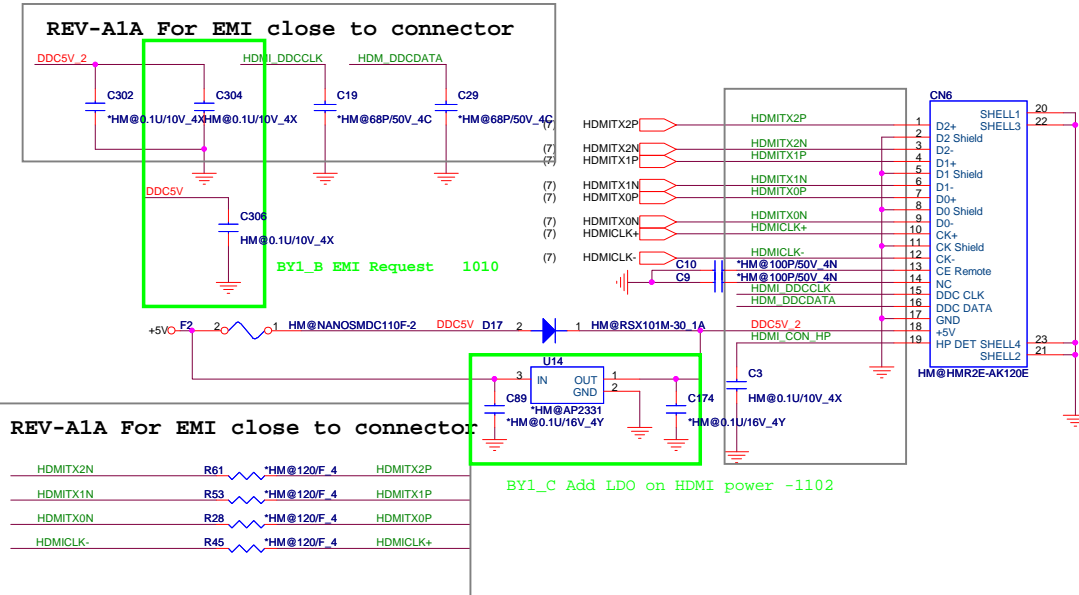 REV-A1A For EMI close to connector
DDC5V_2
HDMI_DDCCLK
HDM_DDCDATA
C302
C304
C19
C29
*HM@0.1U/10V_4X
HM@0.1U/10V_4X
*HM@68P/50V_4C
*HM@68P/50V_4C
DDC5V
C306
HM@0.1U/10V_4X
BY1_B EMI Request 1010
(7) HDMITX2P
(7) HDMITX2N
(7) HDMITX1P
(7) HDMITX1N
(7) HDMITX0P
(7) HDMITX0N
(7) HDMICLK+
(7) HDMICLK-
HDMITX2P
HDMITX2N
HDMITX1P
HDMITX1N
HDMITX0P
HDMITX0N
HDMICLK+
HDMICLK-
C10 *HM@100P/50V_4N
C9 *HM@100P/50V_4N
HDMI_DDCCLK
HDM_DDCDATA
DDC5V_2
HDMI_CON_HP
C3
HM@0.1U/10V_4X
CN6
1 D2+
2 D2 Shield
3 D2-
4 D1+
5 D1 Shield
6 D1-
7 D0+
8 D0 Shield
9 D0-
10 CK+
11 CK Shield
12 CK-
13 CE Remote
14 NC
15 DDC CLK
16 DDC DATA
17 GND
18 +5V
19 HP DET
SHELL1 20
SHELL3 22
SHELL4 23
SHELL2 21
HM@HMR2E-AK120E
+5V F2 2 1 HM@NANOSMDC110F-2 DDC5V D17 2 1 HM@RSX101M-30_1A
U14
3 IN OUT 1
GND 2
C89
*HM@AP2331
*HM@0.1U/16V_4Y
C174
*HM@0.1U/16V_4Y
BY1_C Add LDO on HDMI power -1102
REV-A1A For EMI close to connector
HDMITX2N R61 *HM@120/F_4 HDMITX2P
HDMITX1N R53 *HM@120/F_4 HDMITX1P
HDMITX0N R28 *HM@120/F_4 HDMITX0P
HDMICLK- R45 *HM@120/F_4 HDMICLK+